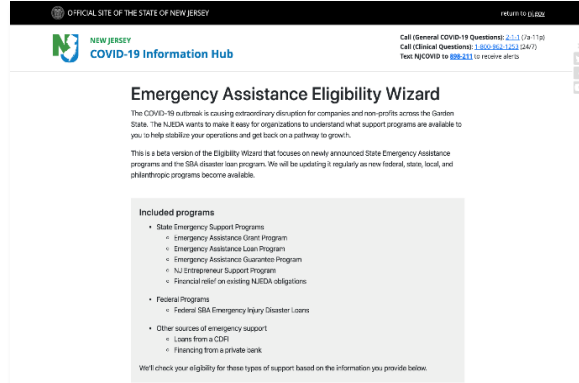 OFFICIAL SITE OF THE STATE OF NEW JERSEY
return to nj.gov
NJ
NEW JERSEY
COVID-19 Information Hub
Call (General COVID-19 Questions): 2-1-1 (7a-11p)
Call (Clinical Questions): 1-800-962-1253 (24/7)
Text NJCOVID to 898-211 to receive alerts
Emergency Assistance Eligibility Wizard
The COVID-19 outbreak is causing extraordinary disruption for companies and non-profits across the Garden
State. The NJEDA wants to make it easy for organizations to understand what support programs are available to
you to help stabilize your operations and get back on a pathway to growth.
This is a beta version of the Eligibility Wizard that focuses on newly announced State Emergency Assistance
programs and the SBA disaster loan program. We will be updating it regularly as new federal, state, local, and
philanthropic programs become available.
Included programs
• State Emergency Support Programs
◦ Emergency Assistance Grant Program
◦ Emergency Assistance Loan Program
◦ Emergency Assistance Guarantee Program
◦ NJ Entrepreneur Support Program
◦ Financial relief on existing NJEDA obligations
• Federal Programs
◦ Federal SBA Emergency Injury Disaster Loans
• Other sources of emergency support
◦ Loans from a CDFI
◦ Financing from a private bank
We'll check your eligibility for these types of support based on the information you provide below.